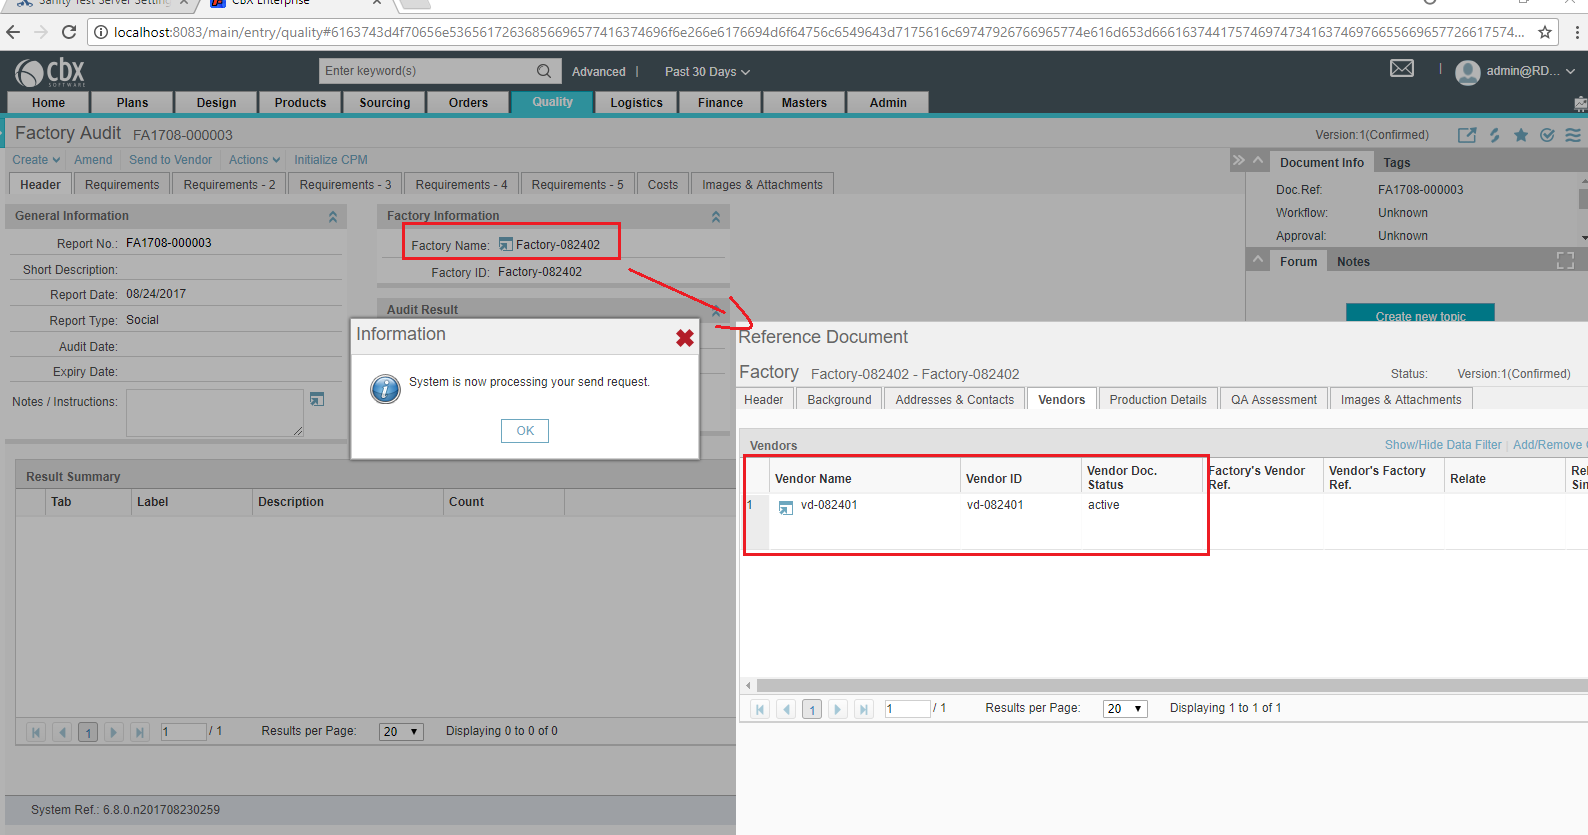 Sanity Test Server Setting
CBX Enterprise
localhost:8083/main/entry/quality#6163743d4f70656e53656172636856696577416374696f6e266e6176694d6f64756c6549643d7175616c69747926766965774e616d653d666163746f72794175646974734163746976655669657726617574...
cbx
SOFTWARE
Enter keyword(s)
Advanced
Past 30 Days
admin@RD...
Home Plans Design Products Sourcing Orders Quality Logistics Finance Masters Admin
Factory Audit FA1708-000003
Version:1(Confirmed)
Create Amend Send to Vendor Actions Initialize CPM
Header Requirements Requirements - 2 Requirements - 3 Requirements - 4 Requirements - 5 Costs Images & Attachments
Document Info Tags
Doc.Ref: FA1708-000003
Workflow: Unknown
Approval: Unknown
Forum Notes
Create new topic
General Information
Report No.: FA1708-000003
Short Description:
Report Date: 08/24/2017
Report Type: Social
Audit Date:
Expiry Date:
Notes / Instructions:
Factory Information
Factory Name: Factory-082402
Factory ID: Factory-082402
Audit Result
Information
System is now processing your send request.
OK
Result Summary
Tab Label Description Count
1 1 / 1 Results per Page: 20 Displaying 0 to 0 of 0
System Ref.: 6.8.0.n201708230259
Reference Document
Factory Factory-082402 - Factory-082402
Status: Version:1(Confirmed)
Header Background Addresses & Contacts Vendors Production Details QA Assessment Images & Attachments
Vendors
Show/Hide Data Filter Add/Remove
Vendor Name Vendor ID Vendor Doc. Status Factory's Vendor Ref. Vendor's Factory Ref. Relate
1 vd-082401 vd-082401 active
1 1 / 1 Results per Page: 20 Displaying 1 to 1 of 1